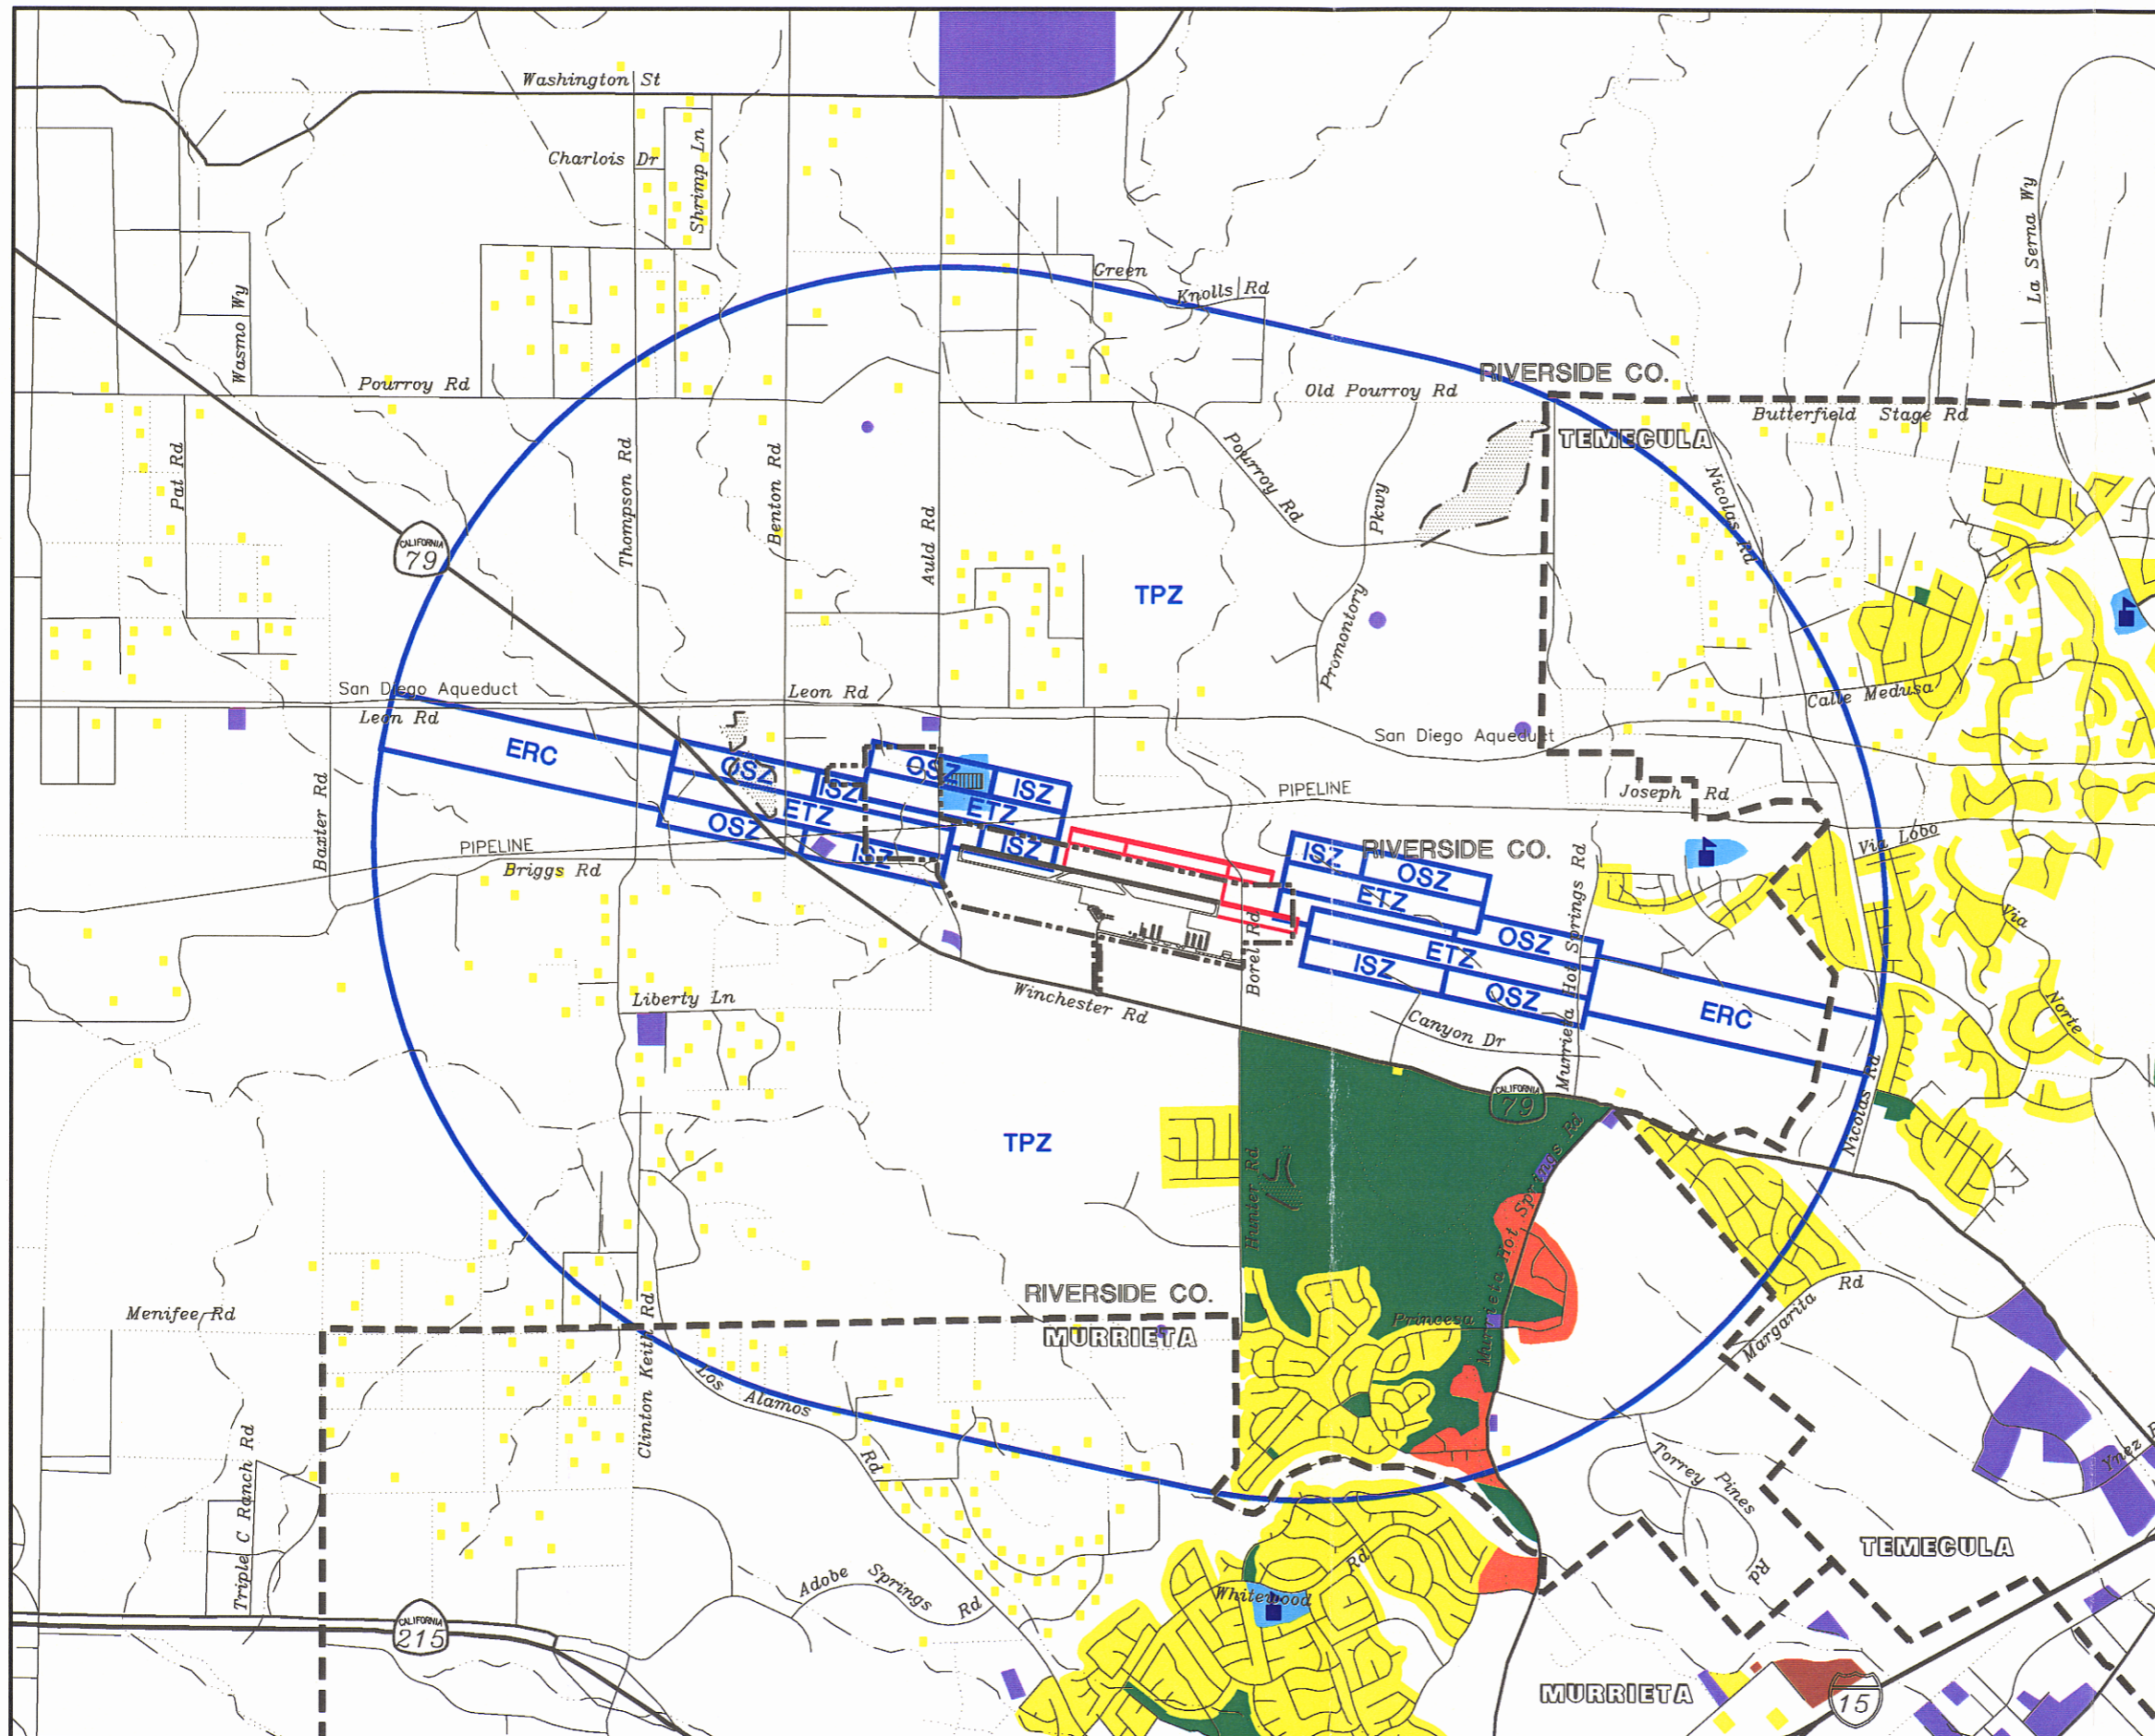 Washington St
Charlois Dr
Shrimp Ln
La Serna Wy
Green
Knolls Rd
Wasmo Wy
Pourroy Rd
RIVERSIDE CO.
Old Pourroy Rd
Butterfield Stage Rd
TEMECULA
Pat Rd
Thompson Rd
Benton Rd
Pourroy Rd
Nicolas Rd
Auld Rd
Pkwy
CALIFORNIA
79
TPZ
Promontory
4
San Diego Aqueduct
Leon Rd
Leon Rd
Calle Medusa
San Diego Aqueduct
ERC
OSZ
OSZ
ISZ
ISZ
ETZ
ETZ
PIPELINE
Joseph Rd
Baxter Rd
OSZ
ISZ
ISZ
PIPELINE
Briggs Rd
ISZ
RIVERSIDE CO.
OSZ
ETZ
4
Via Lobo
Via
Norte
Borel Rd
OSZ
ETZ
ISZ
OSZ
Murrieta Hot Springs Rd
ERC
Liberty Ln
Winchester Rd
Canyon Dr
Nicolas Rd
CALIFORNIA
79
TPZ
Hunter Rd
Murrieta Hot Springs Rd
RIVERSIDE CO.
Menifee Rd
MURRIETA
Princesa
Margarita Rd
Clinton Keith Rd
Los Alamos Rd
Triple C Ranch Rd
Torrey Pines Rd
Ynez R
TEMECULA
Adobe Springs Rd
Whitewood Rd
CALIFORNIA
215
MURRIETA
15